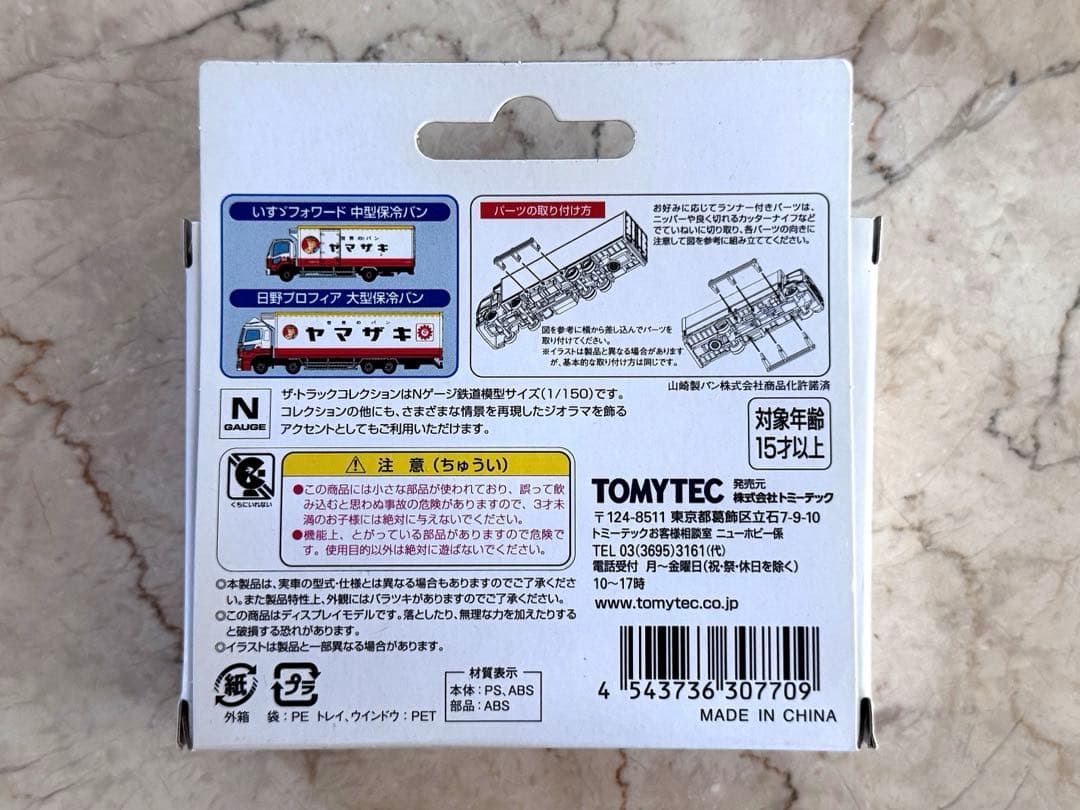 いすゞフォワード 中型保冷バン
世界のパン
ヤマザキ
日野プロフィア 大型保冷バン
世界のパン
ヤマザキ
パーツの取り付け方
お好みに応じてランナー付きパーツは、
ニッパーや良く切れるカッターナイフなど
でていねいに切り取り、各パーツの向きに
注意して図を参考に組み立ててください。
図を参考に横から差し込んでパーツを
取り付けてください。
※イラストは製品と異なる場合があります
が、基本的な取り付け方は同じです。
山崎製パン株式会社商品化許諾済
N
GAUGE
ザ・トラックコレクションはNゲージ鉄道模型サイズ(1/150)です。
コレクションの他にも、さまざまな情景を再現したジオラマを飾る
アクセントとしてもご利用いただけます。
対象年齢
15才以上
くちにいれない
注 意(ちゅうい)
●この商品には小さな部品が使われており、誤って飲
み込むと思わぬ事故の危険がありますので、3才未
満のお子様には絶対に与えないでください。
●機能上、とがっている部品がありますので危険で
す。使用目的以外は絶対に遊ばないでください。
TOMYTEC 発売元
株式会社トミーテック
〒124-8511 東京都葛飾区立石7-9-10
トミーテックお客様相談室 ニューホビー係
TEL 03(3695)3161(代)
電話受付 月〜金曜日(祝・祭・休日を除く)
10〜17時
www.tomytec.co.jp
◎本製品は、実車の型式・仕様とは異なる場合もありますのでご了承くださ
い。また製品特性上、外観にはバラツキがありますのでご了承ください。
◎この商品はディスプレイモデルです。落としたり、無理な力を加えたりする
と破損する恐れがあります。
◎イラストは製品と一部異なる場合があります。
紙
外箱
プラ
袋:PE トレイ、ウインドウ:PET
材質表示
本体:PS、ABS
部品:ABS
4 543736 307709
MADE IN CHINA